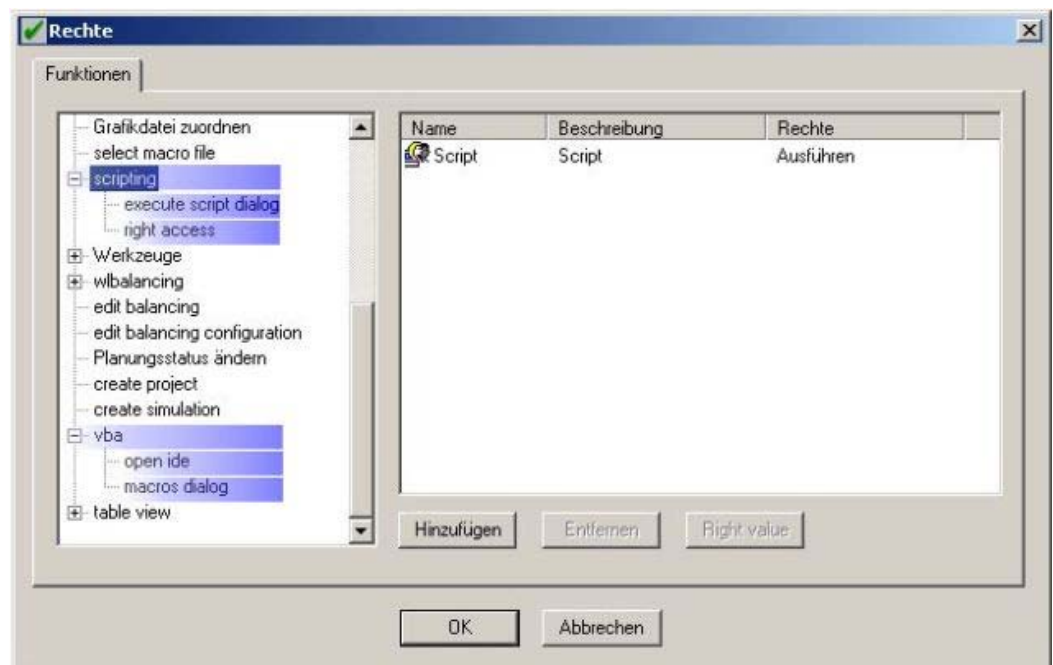 Rechte
Funktionen
Grafikdatei zuordnen
select macro file
scripting
execute script dialog
right access
Werkzeuge
wlbalancing
edit balancing
edit balancing configuration
Planungsstatus ändern
create project
create simulation
vba
open ide
macros dialog
table view
Name Beschreibung Rechte
Script Script Ausführen
Hinzufügen Entfernen Right value
OK Abbrechen